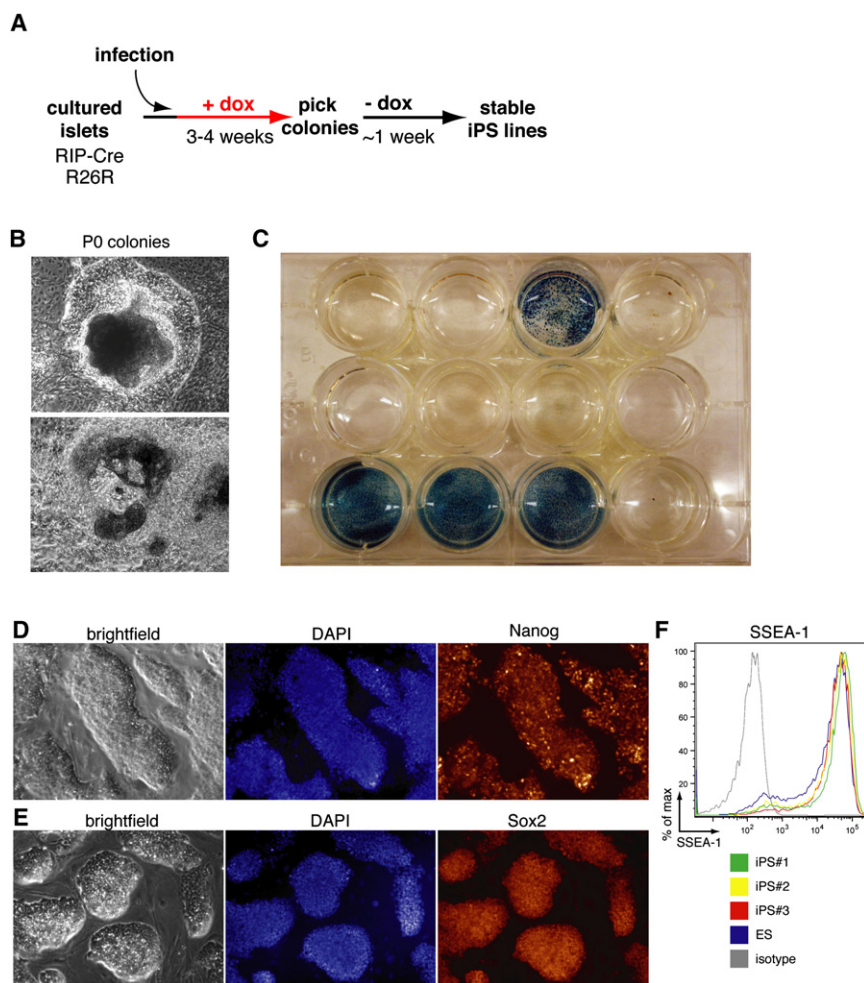 A
infection
cultured
islets
RIP-Cre
R26R
+ dox
3-4 weeks
pick
colonies
- dox
~1 week
stable
iPS lines
B
P0 colonies
C
D
brightfield
DAPI
Nanog
E
brightfield
DAPI
Sox2
F
SSEA-1
100
80
60
40
20
% of max
10² 10³ 10⁴ 10⁵
SSEA-1
iPS#1
iPS#2
iPS#3
ES
isotype